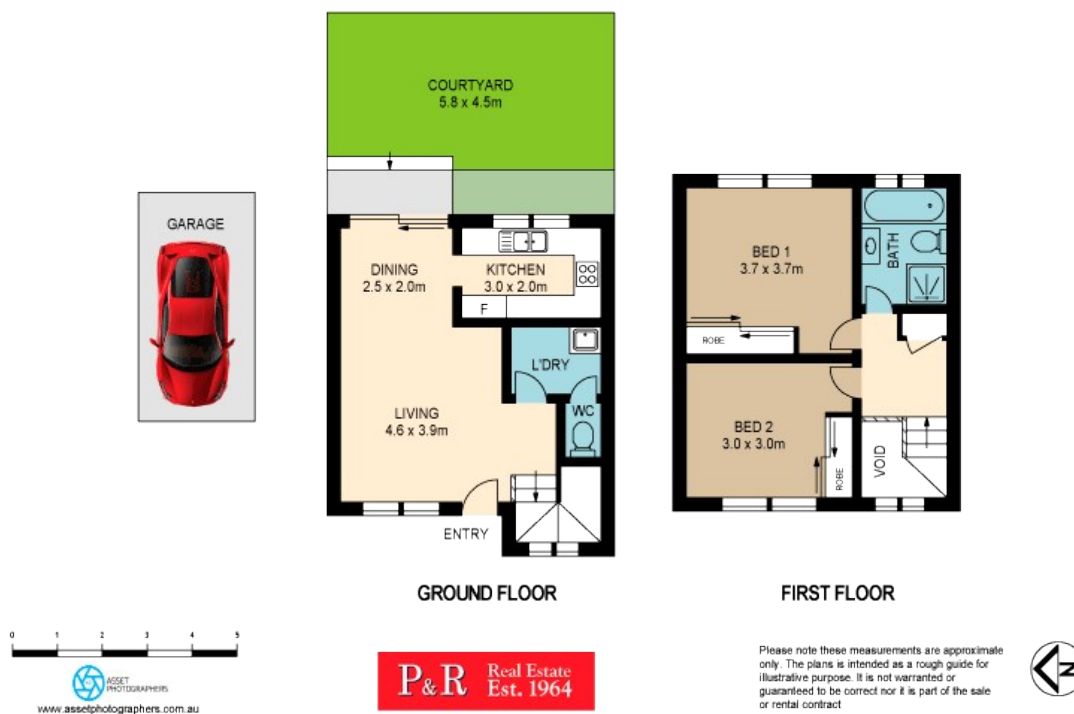 COURTYARD
5.8 x 4.5m
GARAGE
DINING
2.5 x 2.0m
KITCHEN
3.0 x 2.0m
F
L'DRY
WC
LIVING
4.6 x 3.9m
ENTRY
GROUND FLOOR
BED 1
3.7 x 3.7m
BATH
ROBE
BED 2
3.0 x 3.0m
ROBE
VOID
FIRST FLOOR
0 1 2 3 4 5
ASSET
PHOTOGRAPHERS
www.assetphotographers.com.au
P&R Real Estate
Est. 1964
Please note these measurements are approximate
only. The plans is intended as a rough guide for
illustrative purpose. It is not warranted or
guaranteed to be correct nor it is part of the sale
or rental contract
N